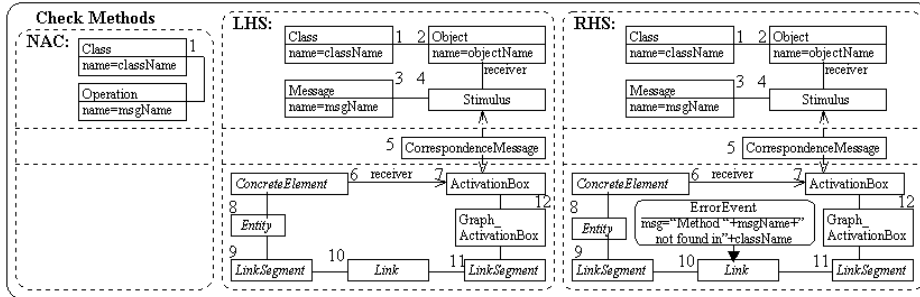 Check Methods
NAC:
Class
1
name=className
Operation
name=msgName
LHS:
Class
1
2
Object
name=className
name=objectName
receiver
3
4
Message
name=msgName
Stimulus
5
CorrespondenceMessage
6
receiver
7
ConcreteElement
ActivationBox
12
8
Entity
Graph_
ActivationBox
9
10
11
LinkSegment
Link
LinkSegment
RHS:
Class
1
2
Object
name=className
name=objectName
receiver
3
4
Message
name=msgName
Stimulus
5
CorrespondenceMessage
6
receiver
7
ConcreteElement
ActivationBox
12
8
ErrorEvent
msg="Method "+msgName+"
not found in"+className
Entity
Graph_
ActivationBox
9
10
11
LinkSegment
Link
LinkSegment